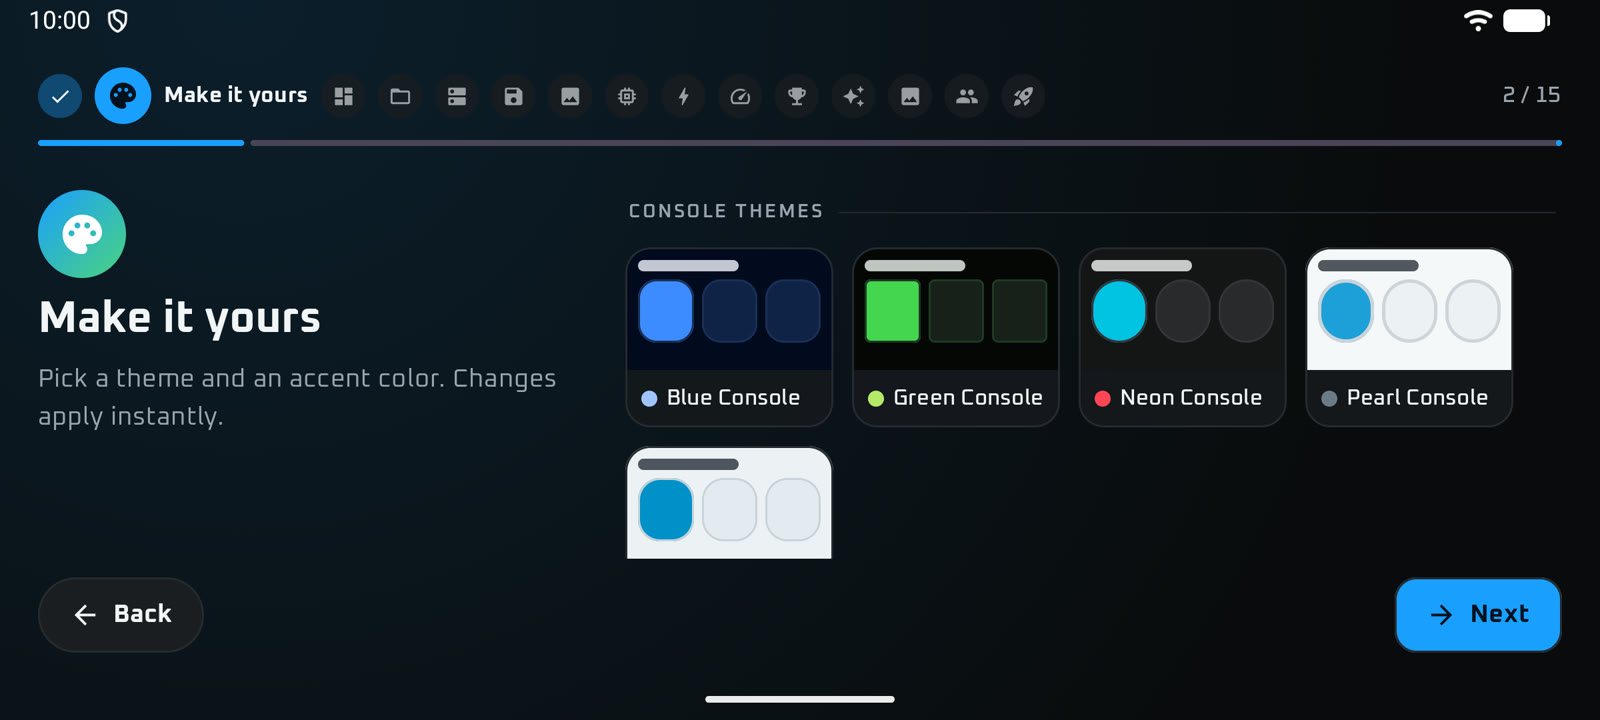 10:00
Make it yours
2 / 15
Make it yours
Pick a theme and an accent color. Changes
apply instantly.
CONSOLE THEMES
Blue Console
Green Console
Neon Console
Pearl Console
Back
Next